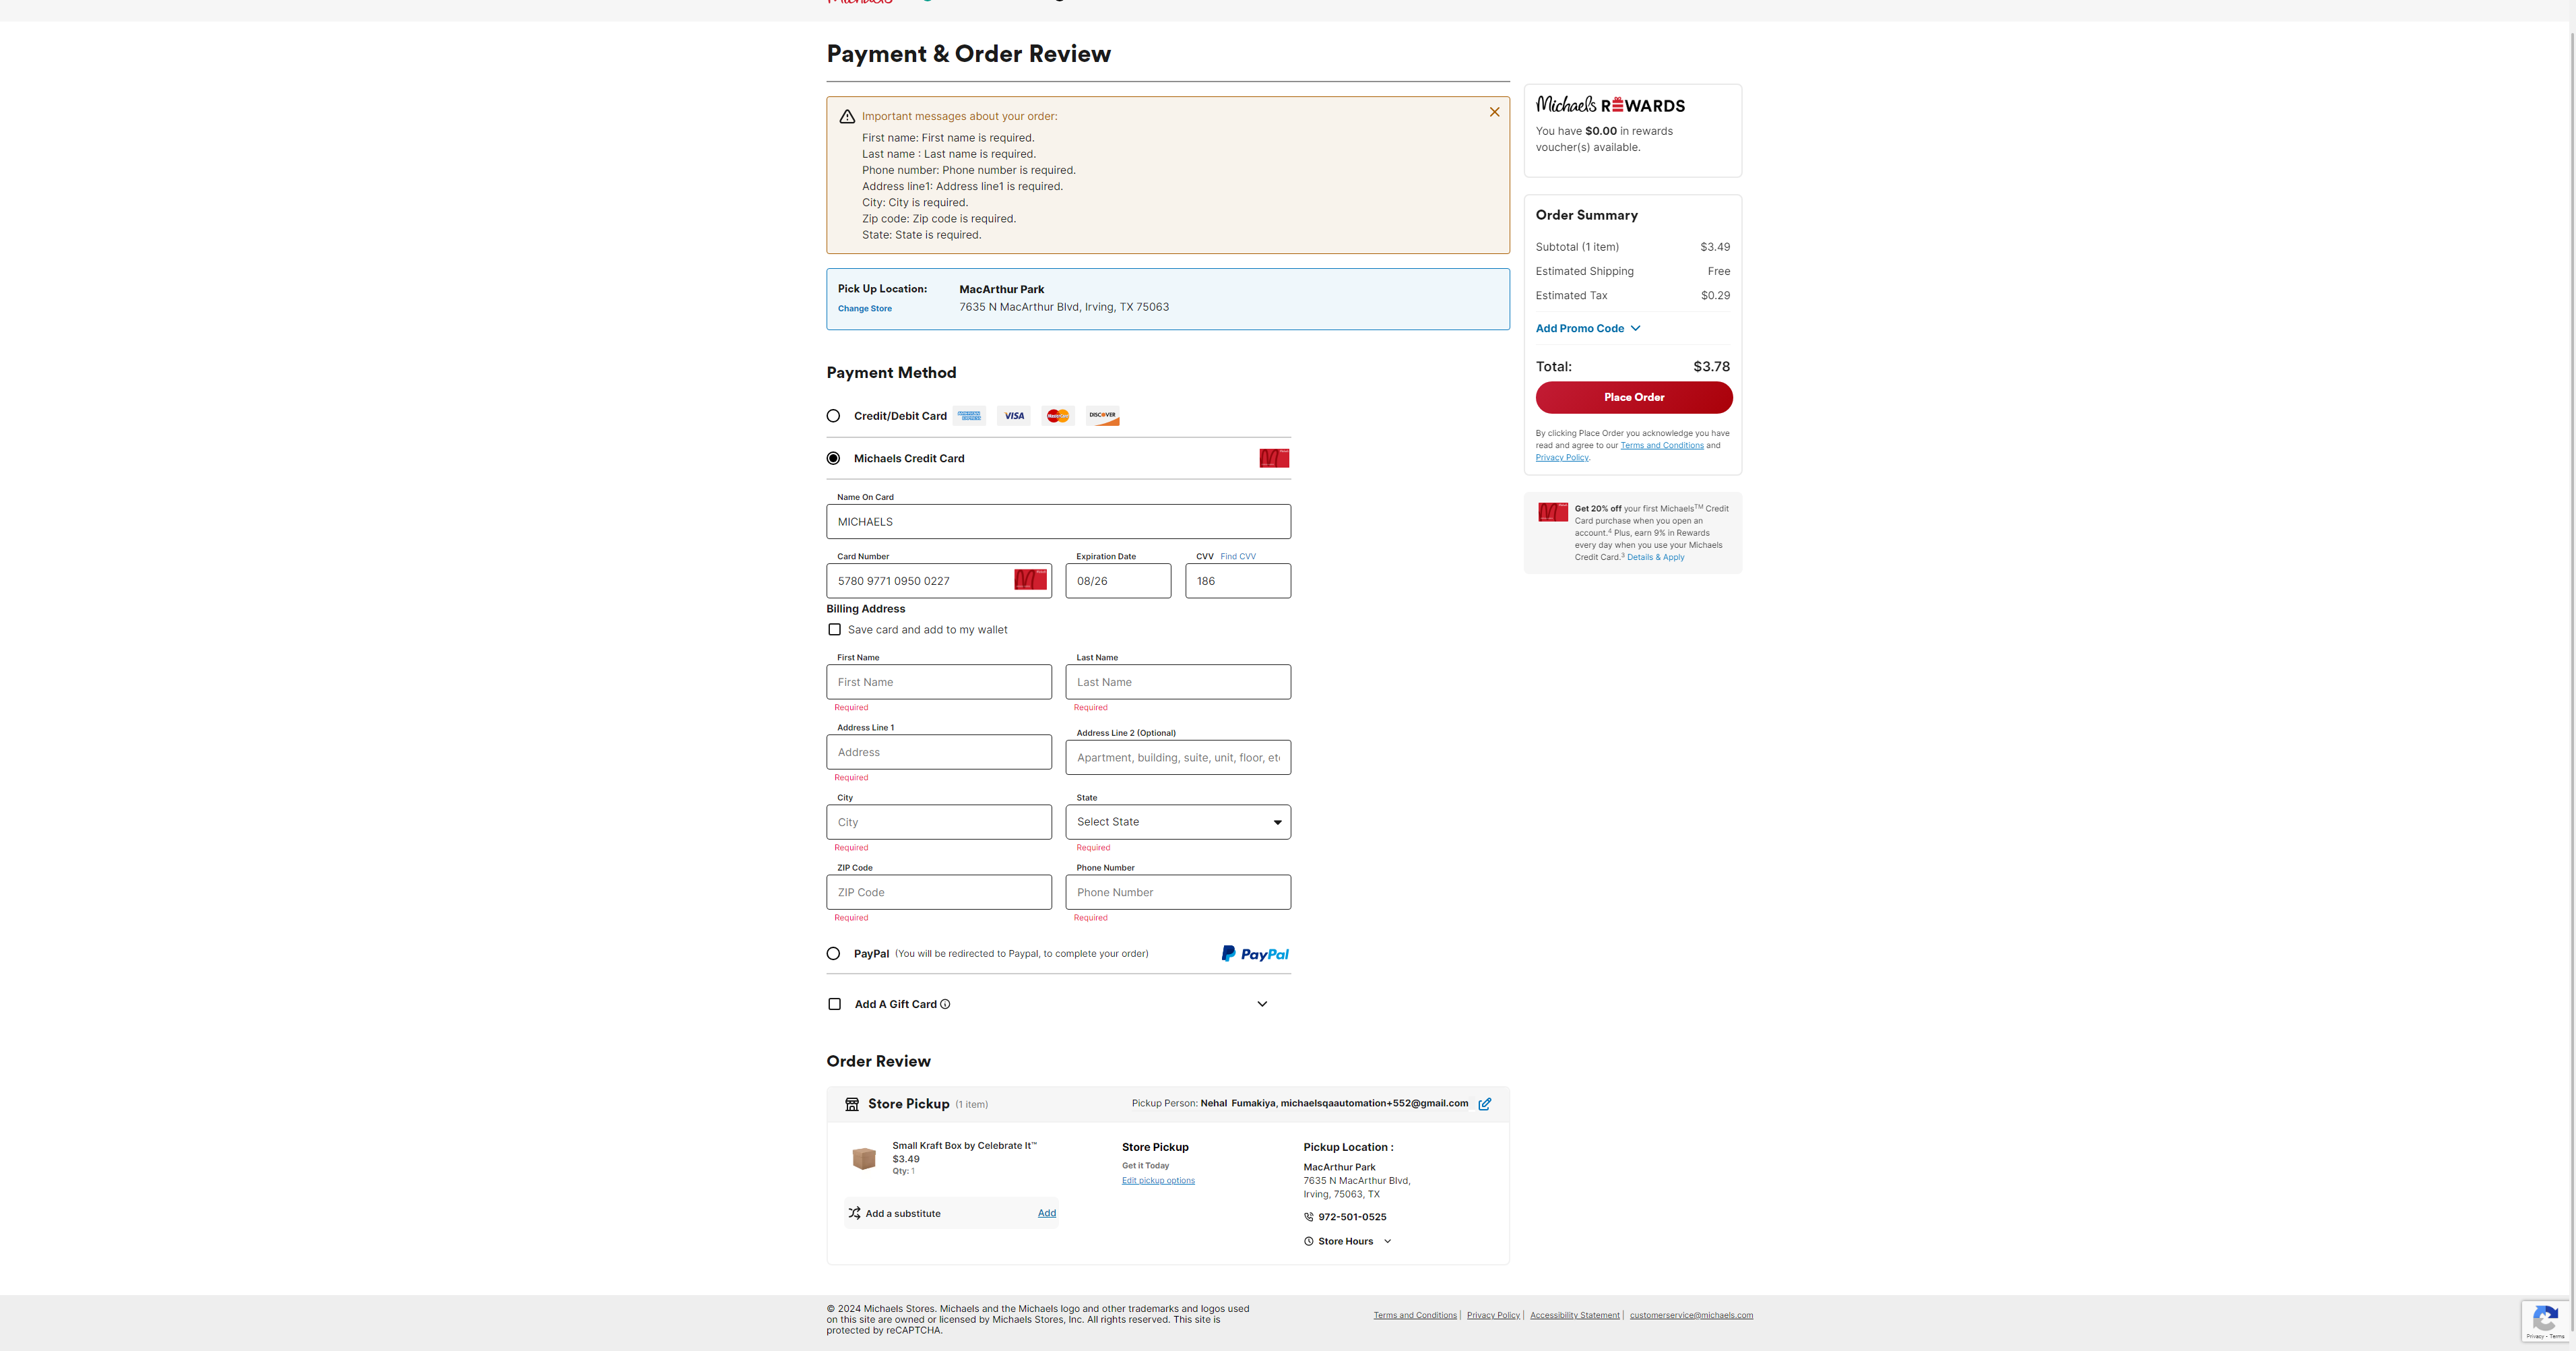 Michaels
Payment & Order Review
Important messages about your order:
First name: First name is required.
Last name : Last name is required.
Phone number: Phone number is required.
Address line1: Address line1 is required.
City: City is required.
Zip code: Zip code is required.
State: State is required.
Pick Up Location:
MacArthur Park
Change Store
7635 N MacArthur Blvd, Irving, TX 75063
Payment Method
Credit/Debit Card
VISA
MasterCard
DISCOVER
Michaels Credit Card
Name On Card
MICHAELS
Card Number
Expiration Date
CVV Find CVV
5780 9771 0950 0227
08/26
186
Billing Address
Save card and add to my wallet
First Name
Last Name
First Name
Last Name
Required
Required
Address Line 1
Address Line 2 (Optional)
Address
Apartment, building, suite, unit, floor, et
Required
City
State
City
Select State
Required
Required
ZIP Code
Phone Number
ZIP Code
Phone Number
Required
Required
PayPal (You will be redirected to Paypal, to complete your order)
PayPal
Add A Gift Card
Order Review
Store Pickup (1 item)
Pickup Person: Nehal Fumakiya, michaelsqaautomation+552@gmail.com
Small Kraft Box by Celebrate It™
$3.49
Qty: 1
Add a substitute
Add
Store Pickup
Get it Today
Edit pickup options
Pickup Location :
MacArthur Park
7635 N MacArthur Blvd,
Irving, 75063, TX
972-501-0525
Store Hours
Michaels REWARDS
You have $0.00 in rewards
voucher(s) available.
Order Summary
Subtotal (1 item) $3.49
Estimated Shipping Free
Estimated Tax $0.29
Add Promo Code
Total: $3.78
Place Order
By clicking Place Order you acknowledge you have
read and agree to our Terms and Conditions and
Privacy Policy.
Get 20% off your first Michaels™ Credit
Card purchase when you open an
account.⁴ Plus, earn 9% in Rewards
every day when you use your Michaels
Credit Card.³ Details & Apply
© 2024 Michaels Stores. Michaels and the Michaels logo and other trademarks and logos used
on this site are owned or licensed by Michaels Stores, Inc. All rights reserved. This site is
protected by reCAPTCHA.
Terms and Conditions | Privacy Policy | Accessibility Statement | customerservice@michaels.com
Privacy - Terms